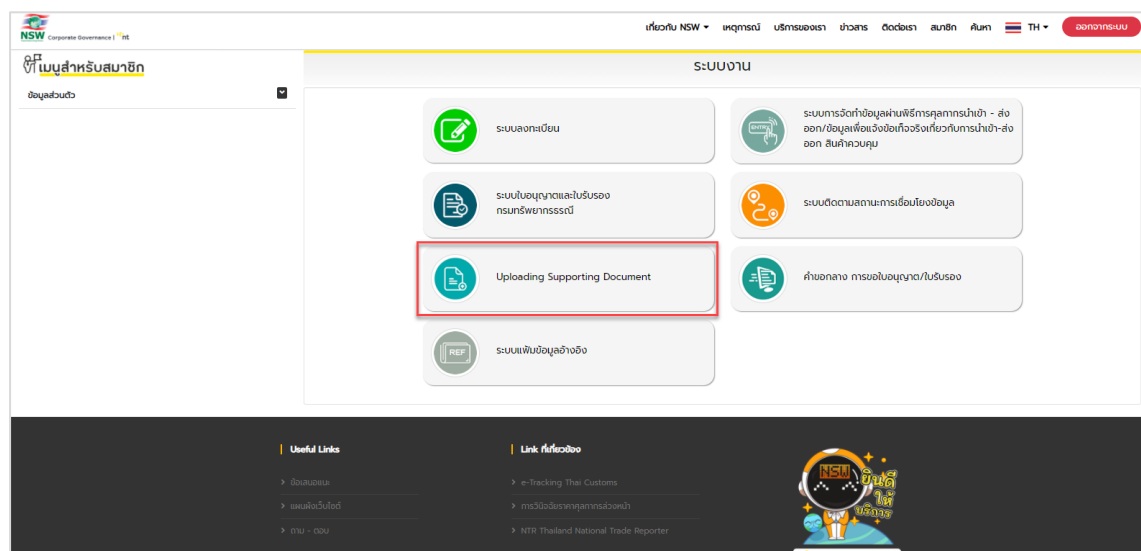 NSW Corporate Governance | nt
เกี่ยวกับ NSW เหตุการณ์ บริการของเรา ข่าวสาร ติดต่อเรา สมาชิก ค้นหา TH ออกจากระบบ
เมนูสำหรับสมาชิก
ข้อมูลส่วนตัว
ระบบงาน
ระบบลงทะเบียน
ระบบการจัดทำข้อมูลผ่านพิธีการศุลกากรนำเข้า - ส่ง
ออก/ข้อมูลเพื่อแจ้งข้อเท็จจริงเกี่ยวกับการนำเข้า-ส่ง
ออก สินค้าควบคุม
ENTRY
ระบบใบอนุญาตและใบรับรอง
กรมทรัพยากรธรณี
ระบบติดตามสถานะการเชื่อมโยงข้อมูล
Uploading Supporting Document
คำขอกลาง การขอใบอนุญาต/ใบรับรอง
REF
ระบบแฟ้มข้อมูลอ้างอิง
Useful Links
> ข้อเสนอแนะ
> แผนผังเว็บไซต์
> ถาม - ตอบ
Link ที่เกี่ยวข้อง
> e-Tracking Thai Customs
> การวินิจฉัยราคาศุลกากรล่วงหน้า
> NTR Thailand National Trade Reporter
NSW
ยินดี
ให้
บริการ